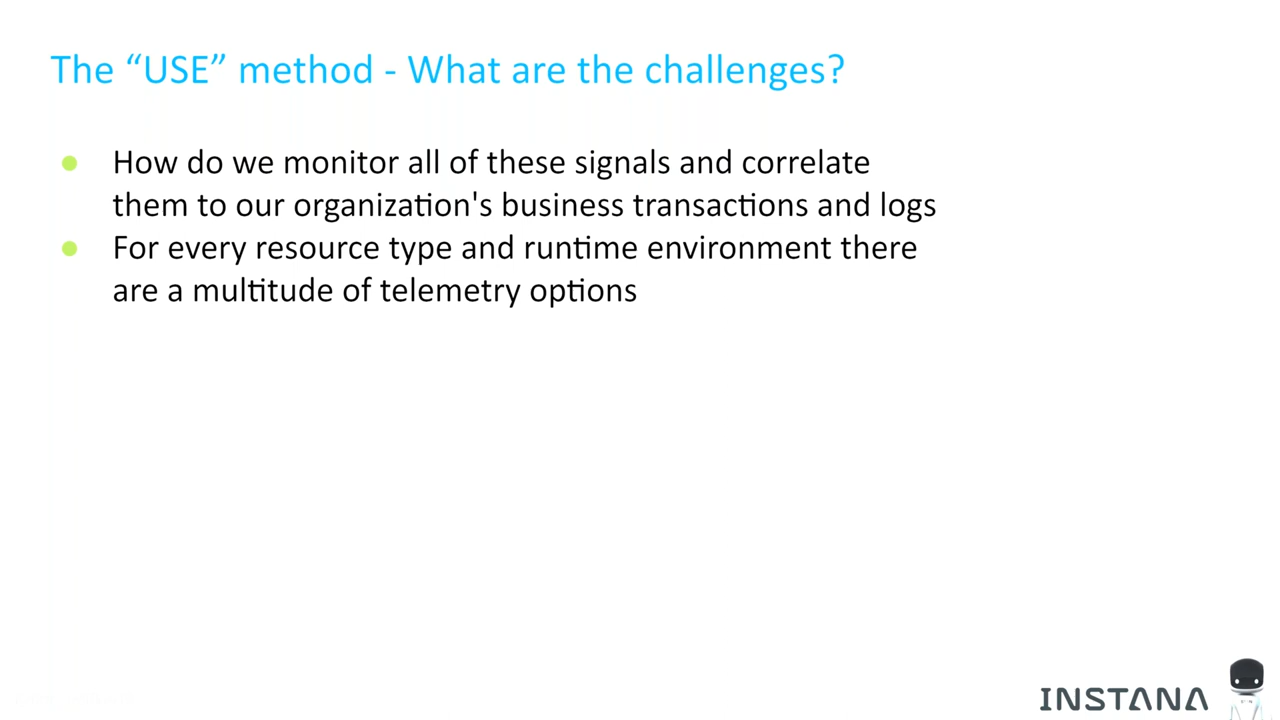 The “USE” method - What are the challenges?
● How do we monitor all of these signals and correlate
them to our organization's business transactions and logs
● For every resource type and runtime environment there
are a multitude of telemetry options
INSTANA